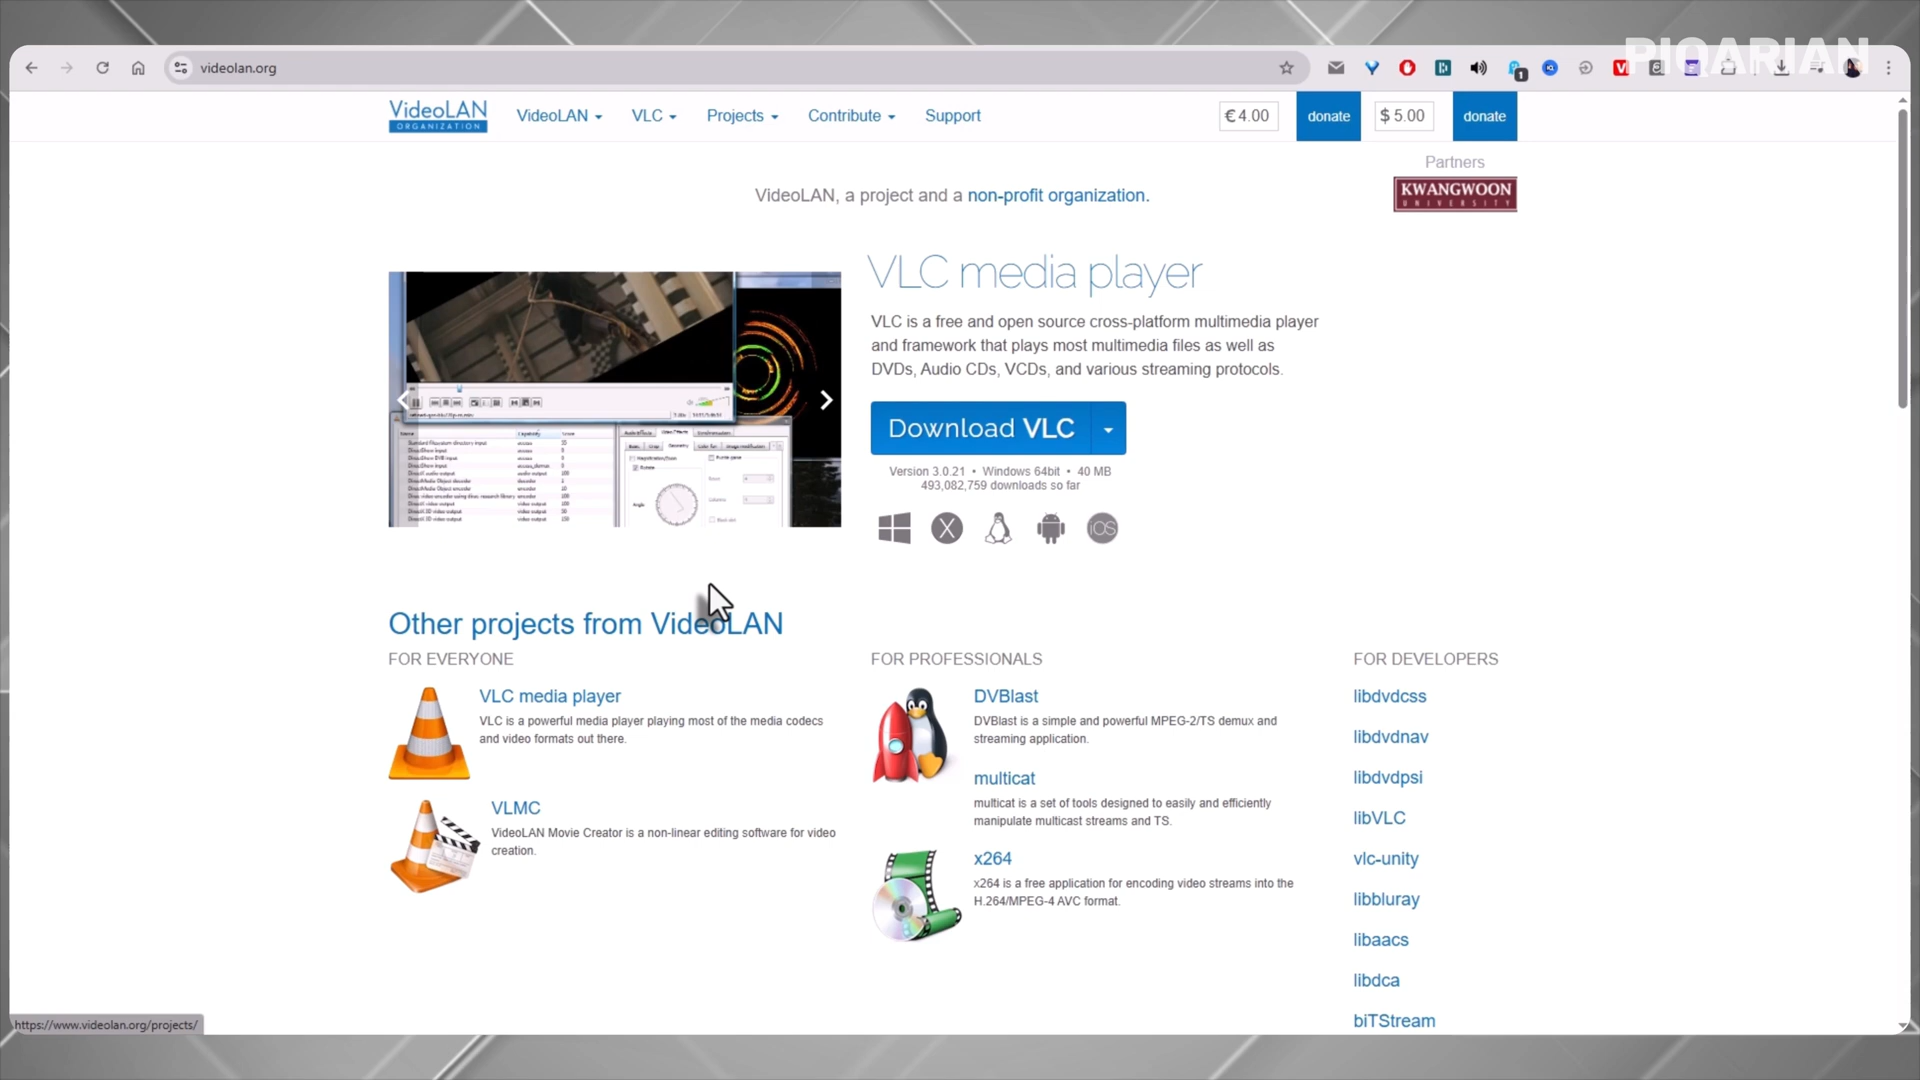 PIQARIAN
videolan.org
1
VideoLAN
ORGANIZATION
VideoLAN
VLC
Projects
Contribute
Support
€ 4.00
donate
$ 5.00
donate
Partners
KWANGWOON
UNIVERSITY
VideoLAN, a project and a non-profit organization.
VLC media player
VLC is a free and open source cross-platform multimedia player
and framework that plays most multimedia files as well as
DVDs, Audio CDs, VCDs, and various streaming protocols.
Download VLC
Version 3.0.21 • Windows 64bit • 40 MB
493,082,759 downloads so far
X
iOS
Other projects from VideoLAN
FOR EVERYONE
VLC media player
VLC is a powerful media player playing most of the media codecs
and video formats out there.
VLMC
VideoLAN Movie Creator is a non-linear editing software for video
creation.
FOR PROFESSIONALS
DVBlast
DVBlast is a simple and powerful MPEG-2/TS demux and
streaming application.
multicat
multicat is a set of tools designed to easily and efficiently
manipulate multicast streams and TS.
x264
x264 is a free application for encoding video streams into the
H.264/MPEG-4 AVC format.
FOR DEVELOPERS
libdvdcss
libdvdnav
libdvdpsi
libVLC
vlc-unity
libbluray
libaacs
libdca
biTStream
https://www.videolan.org/projects/